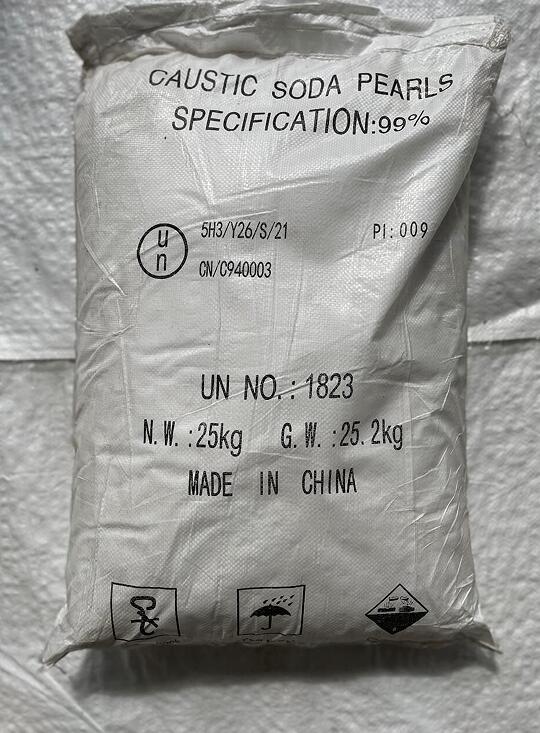 CAUSTIC SODA PEARLS
SPECIFICATION:99%
un
5H3/Y26/S/21
PI:009
CN/C940003
UN NO.:1823
N.W.:25kg G.W.:25.2kg
MADE IN CHINA